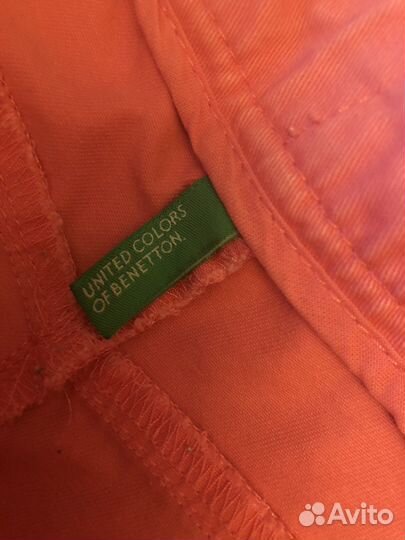 UNITED COLORS
OF BENETTON.
Avito